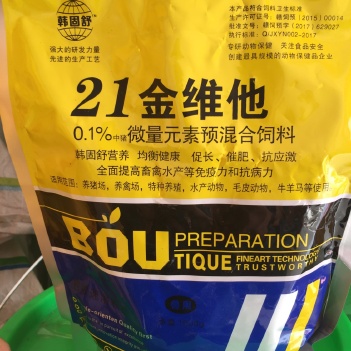 韩固舒
强大的研发力量
先进的生产工艺
本产品符合饲料卫生标准
生产许可证号：赣饲预（2015）00014
批准文号：赣预字（2017）629027
执行标准：Q/JXYN002-2017
专研动物保健 关注食品安全
创建最具规模的动物保健品企业
21金维他
0.1%中猪微量元素预混合饲料
韩固舒营养 均衡健康 促长、催肥、抗应激
全面提高畜禽水产等免疫力和抗病力
适用范围：养猪场，养禽场，特种养殖，水产动物，毛皮动物，牛羊马等使用
BOU PREPARATION
TIQUE FINEART TECHNOLOGY
TRUSTWORTHY